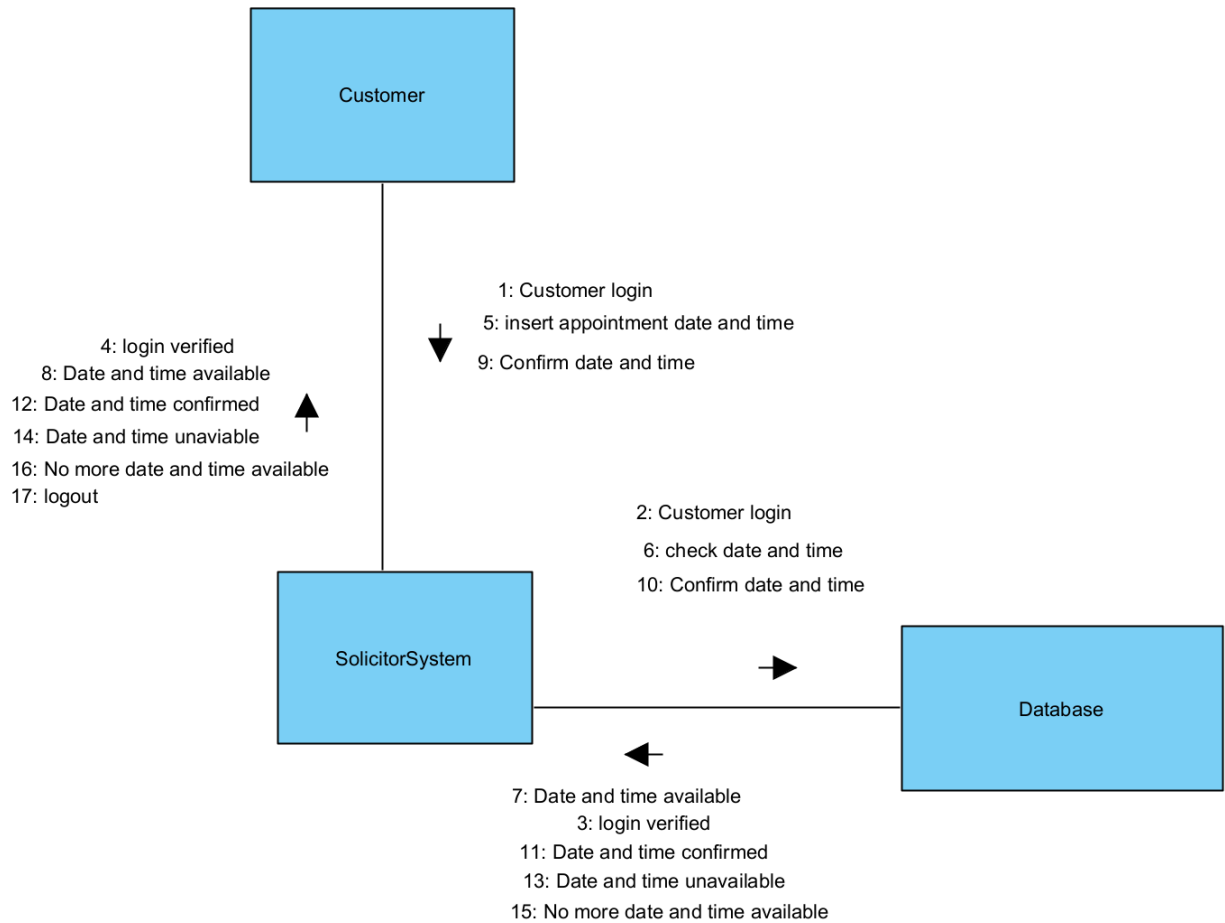 Customer
1: Customer login
5: insert appointment date and time
9: Confirm date and time
4: login verified
8: Date and time available
12: Date and time confirmed
14: Date and time unaviable
16: No more date and time available
17: logout
2: Customer login
6: check date and time
10: Confirm date and time
SolicitorSystem
Database
7: Date and time available
3: login verified
11: Date and time confirmed
13: Date and time unavailable
15: No more date and time available